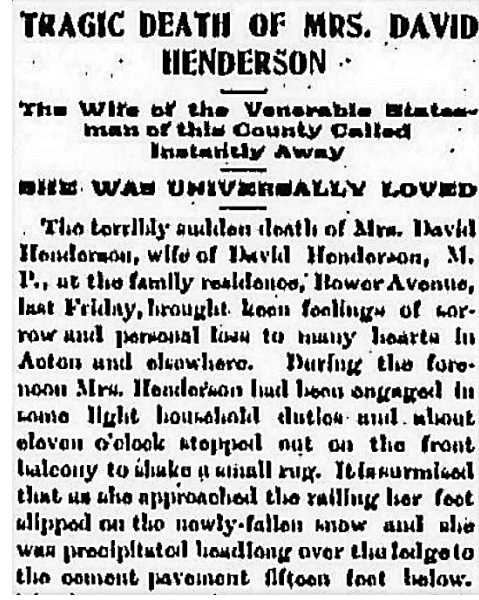 TRAGIC DEATH OF MRS. DAVID
HENDERSON
The Wife of the Venerable States-
man of this County Called
Instantly Away
SHE WAS UNIVERSALLY LOVED
The terribly sudden death of Mrs. David
Henderson, wife of David Henderson, M.
P., at the family residence, Bower Avenue,
last Friday, brought keen feelings of sor-
row and personal loss to many hearts in
Acton and elsewhere. During the fore-
noon Mrs. Henderson had been engaged in
some light household duties and about
eleven o'clock stepped out on the front
balcony to shake a small rug. It is surmised
that as she approached the railing her feet
slipped on the newly-fallen snow and she
was precipitated headlong over the ledge to
the cement pavement fifteen feet below.